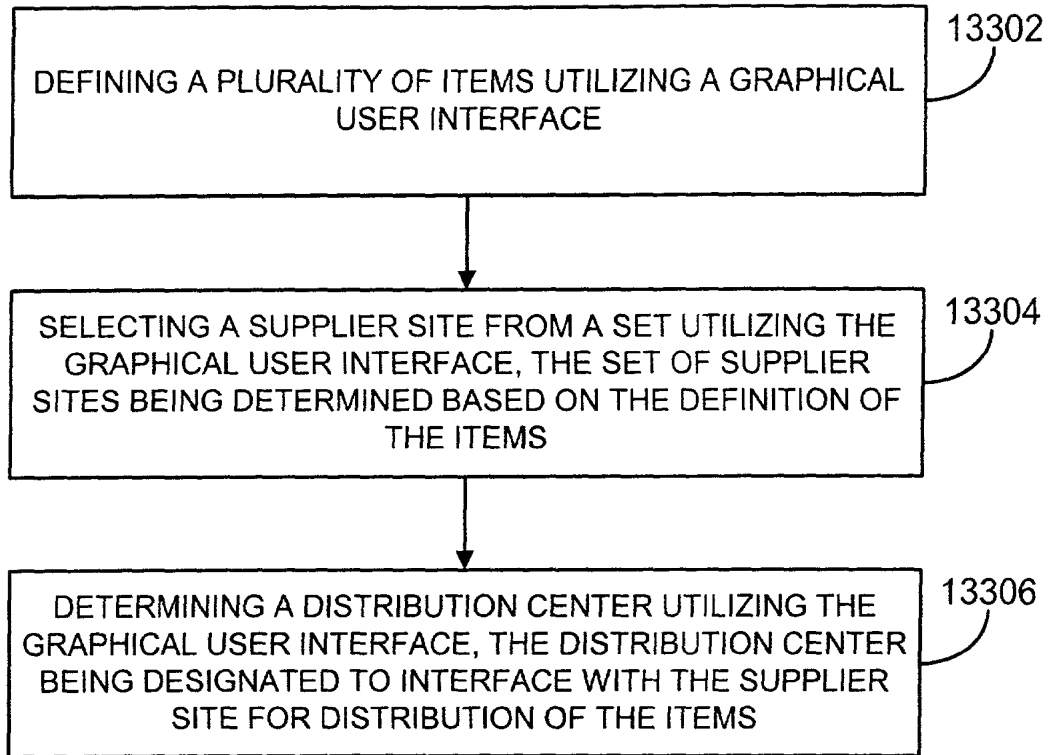 13302
DEFINING A PLURALITY OF ITEMS UTILIZING A GRAPHICAL
USER INTERFACE
13304
SELECTING A SUPPLIER SITE FROM A SET UTILIZING THE
GRAPHICAL USER INTERFACE, THE SET OF SUPPLIER
SITES BEING DETERMINED BASED ON THE DEFINITION OF
THE ITEMS
13306
DETERMINING A DISTRIBUTION CENTER UTILIZING THE
GRAPHICAL USER INTERFACE, THE DISTRIBUTION CENTER
BEING DESIGNATED TO INTERFACE WITH THE SUPPLIER
SITE FOR DISTRIBUTION OF THE ITEMS